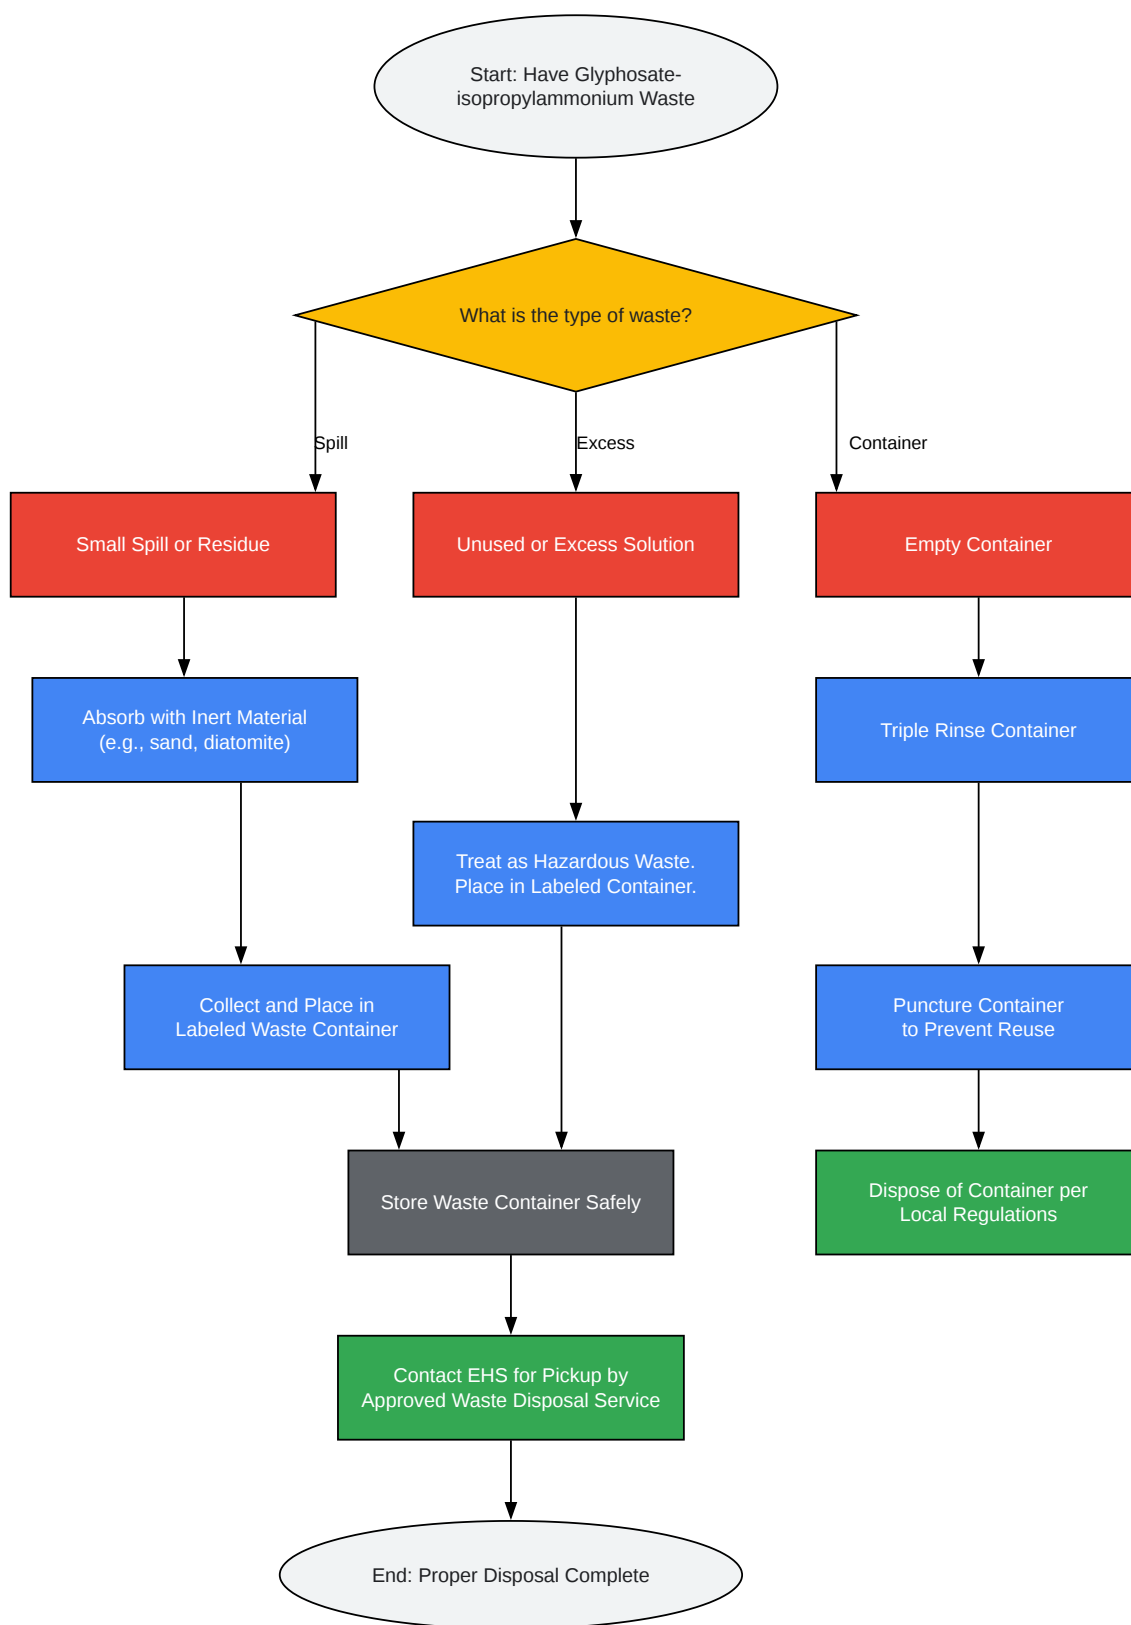 Start: Have Glyphosate-
isopropylammonium Waste
What is the type of waste?
Spill
Excess
Container
Small Spill or Residue
Unused or Excess Solution
Empty Container
Absorb with Inert Material
(e.g., sand, diatomite)
Triple Rinse Container
Treat as Hazardous Waste.
Place in Labeled Container.
Collect and Place in
Labeled Waste Container
Puncture Container
to Prevent Reuse
Store Waste Container Safely
Dispose of Container per
Local Regulations
Contact EHS for Pickup by
Approved Waste Disposal Service
End: Proper Disposal Complete